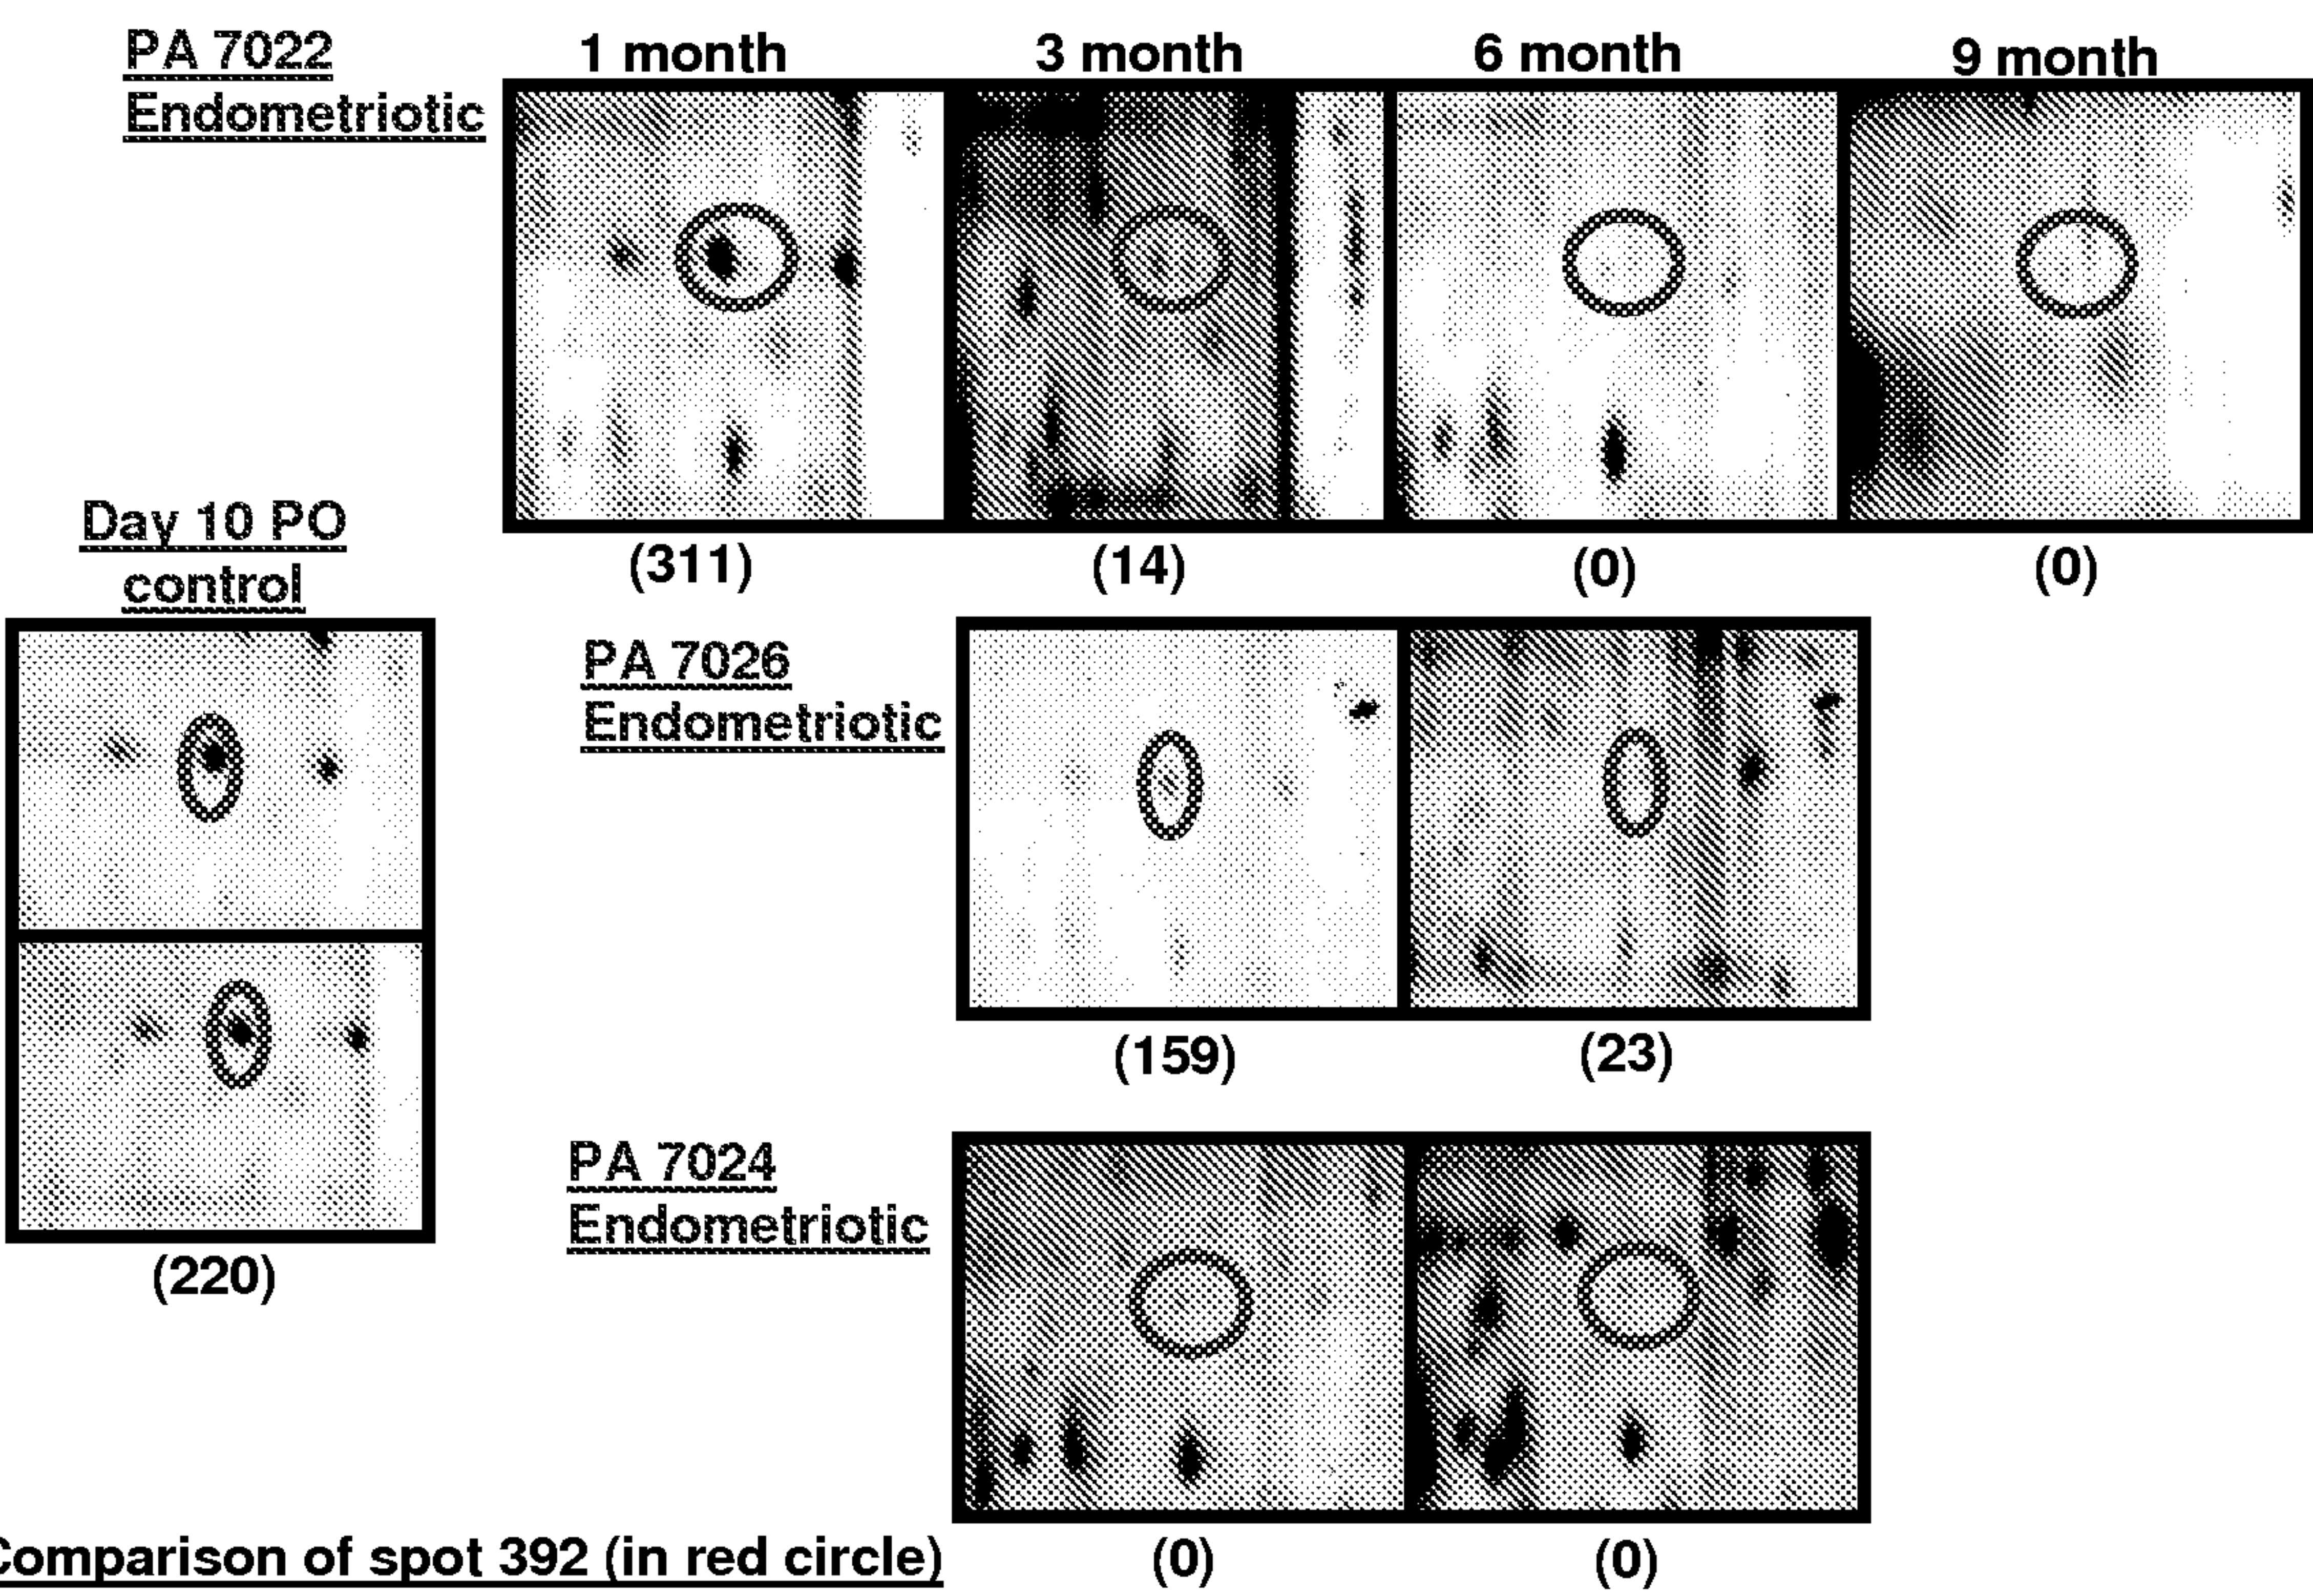 PA 7022
Endometriotic
1 month 3 month 6 month 9 month
(311) (14) (0) (0)
Day 10 PO
control
(220)
PA 7026
Endometriotic
(159) (23)
PA 7024
Endometriotic
(0) (0)
Comparison of spot 392 (in red circle)